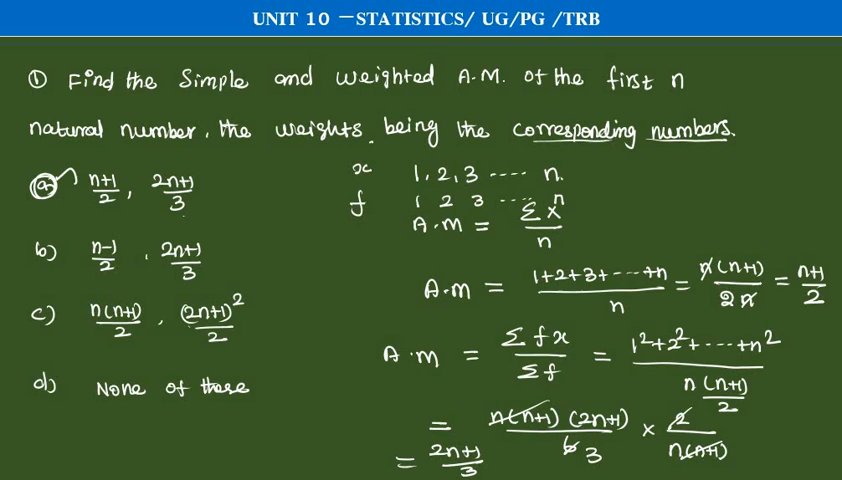 UNIT 10 – STATISTICS/ UG/PG /TRB
① Find the Simple and weighted A.M. of the first n
natural number, the weights being the corresponding numbers.
a) n+1/2, 2n+1/3
b) n-1/2, 2n+1/3
c) n(n+1)/2, (2n+1)²/2
d) None of these
x 1, 2, 3 ---- n.
f 1 2 3 ---- n
A.M = Σx/n
A.M = 1+2+3+---+n/n = n(n+1)/2n = n+1/2
A.M = Σfx/Σf = 1²+2²+---+n²/n(n+1)/2
= n(n+1)(2n+1)/6 3 × 2/n(n+1)
= 2n+1/3